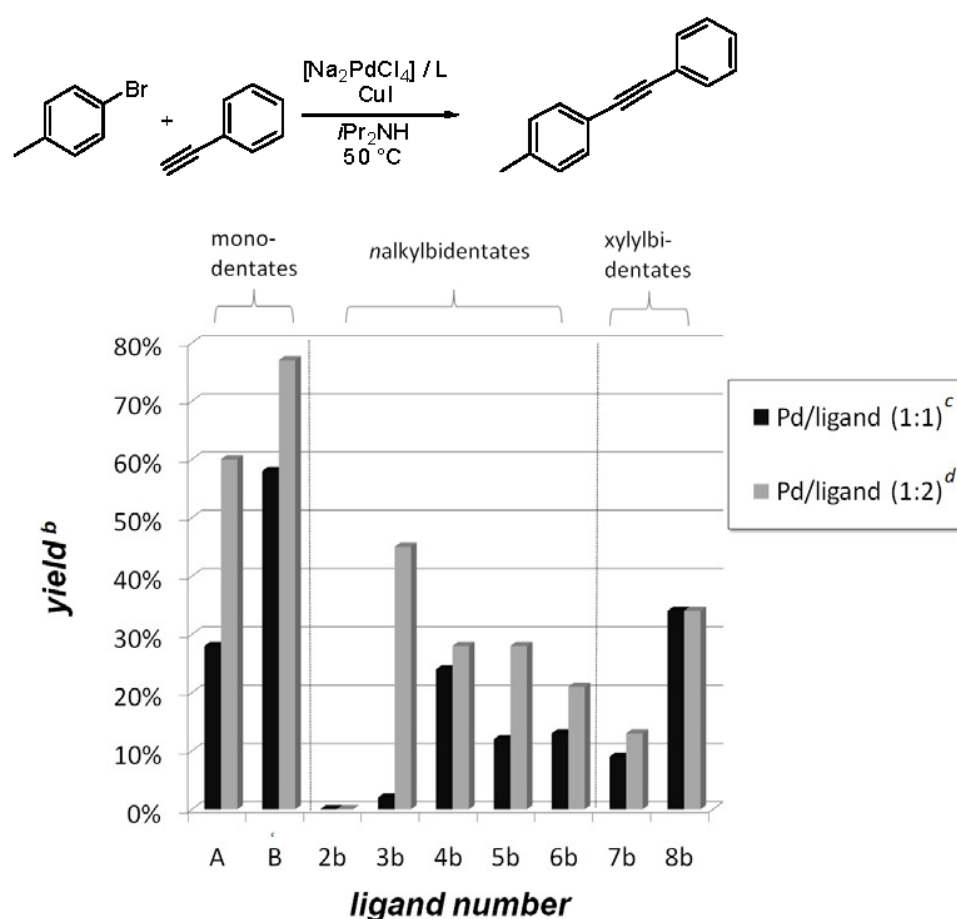 Br
+
[Na₂PdCl₄] / L
CuI
iPr₂NH
50 °C
mono-
dentates
nalkylbidentates
xylylbi-
dentates
80%
70%
60%
50%
40%
30%
20%
10%
0%
yield ᵇ
Pd/ligand (1:1)ᶜ
Pd/ligand (1:2)ᵈ
A B 2b 3b 4b 5b 6b 7b 8b
ligand number